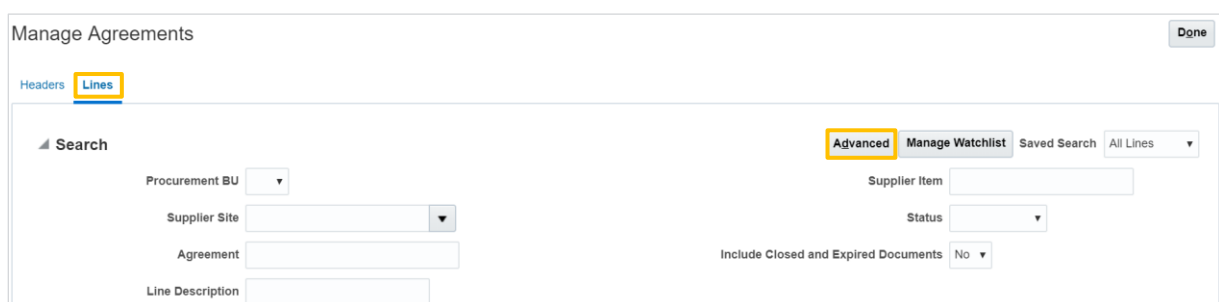 Manage Agreements Done
Headers Lines
Search Advanced Manage Watchlist Saved Search All Lines
Procurement BU Supplier Item
Supplier Site Status
Agreement Include Closed and Expired Documents No
Line Description